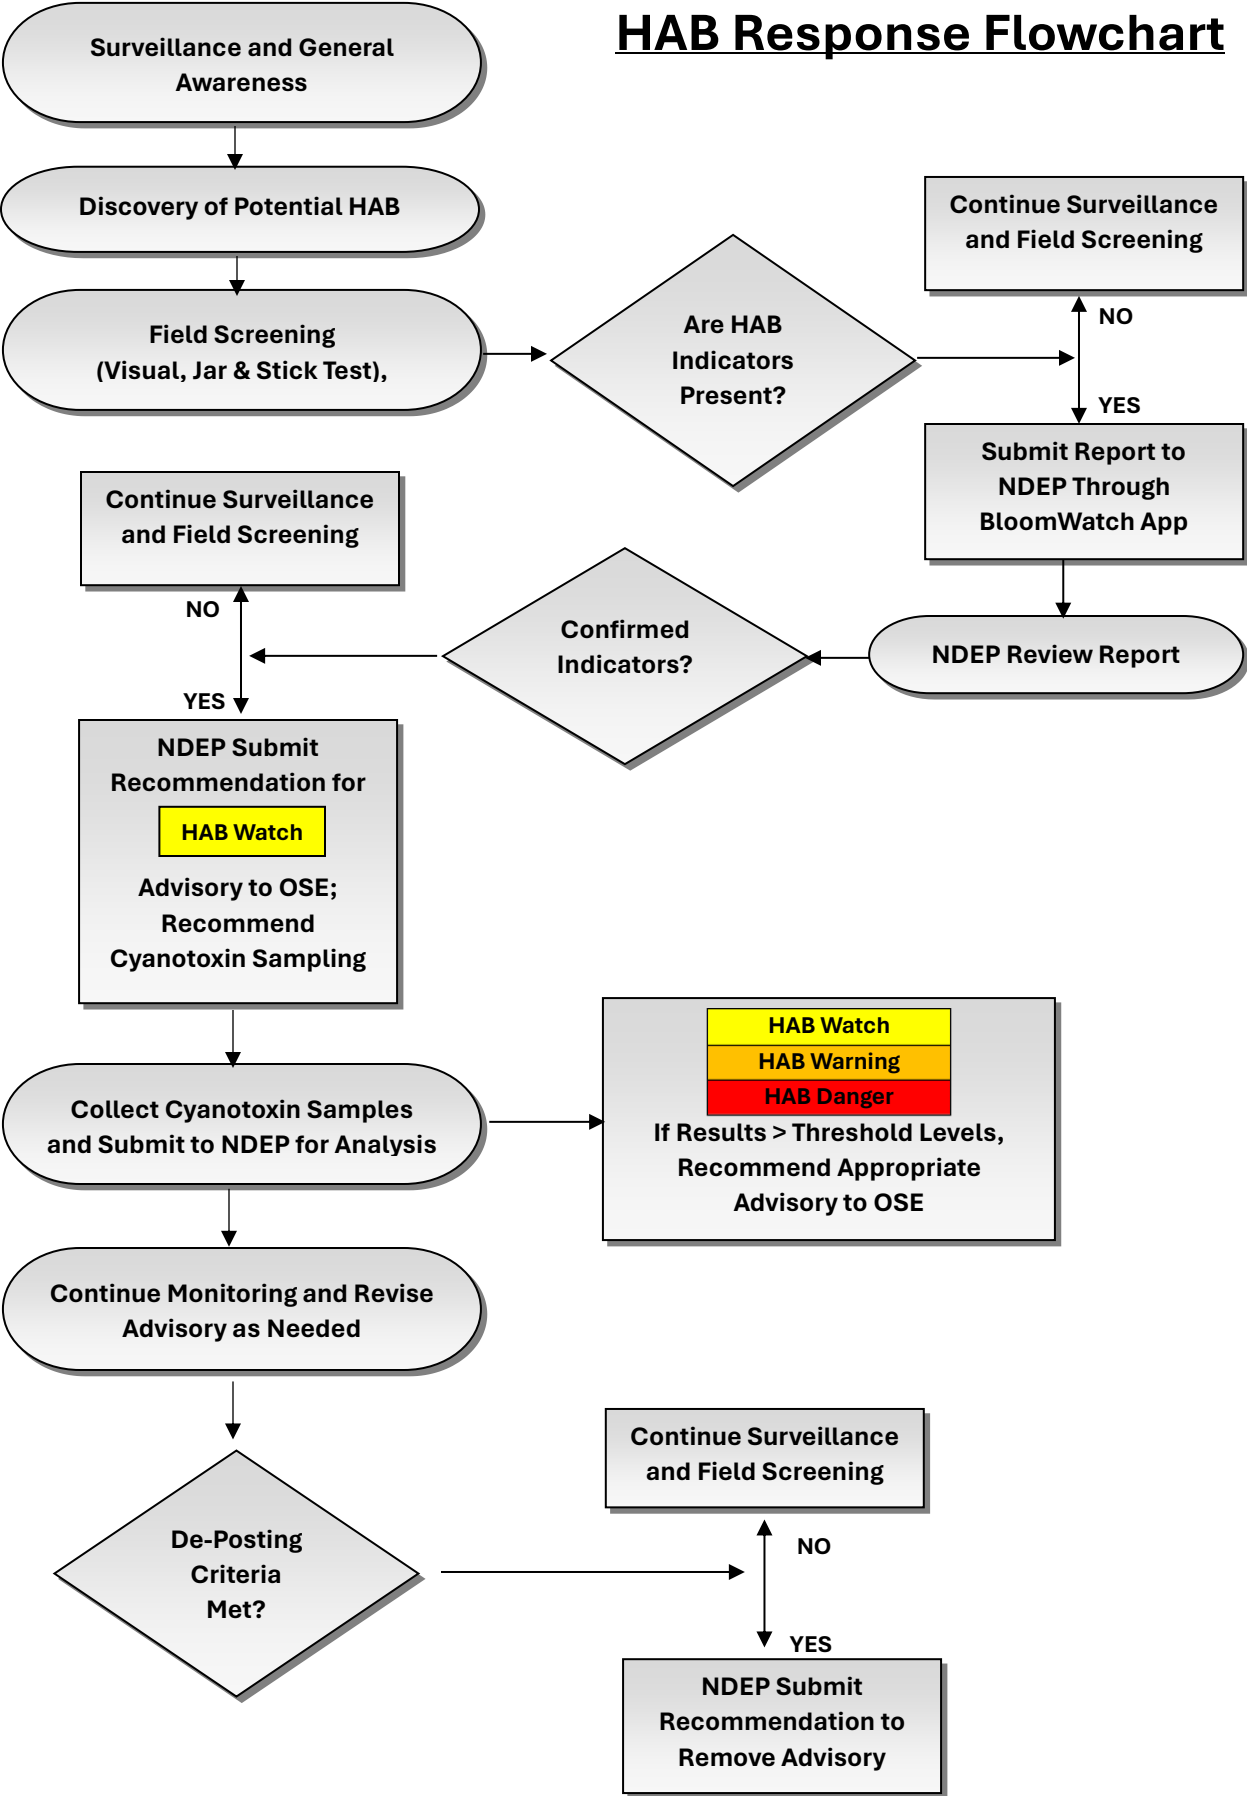 HAB Response Flowchart
Surveillance and General
Awareness
Discovery of Potential HAB
Field Screening
(Visual, Jar & Stick Test),
Are HAB
Indicators
Present?
Continue Surveillance
and Field Screening
NO
YES
Submit Report to
NDEP Through
BloomWatch App
NDEP Review Report
Confirmed
Indicators?
Continue Surveillance
and Field Screening
NO
YES
NDEP Submit
Recommendation for
HAB Watch
Advisory to OSE;
Recommend
Cyanotoxin Sampling
Collect Cyanotoxin Samples
and Submit to NDEP for Analysis
HAB Watch
HAB Warning
HAB Danger
If Results > Threshold Levels,
Recommend Appropriate
Advisory to OSE
Continue Monitoring and Revise
Advisory as Needed
De-Posting
Criteria
Met?
Continue Surveillance
and Field Screening
NO
YES
NDEP Submit
Recommendation to
Remove Advisory